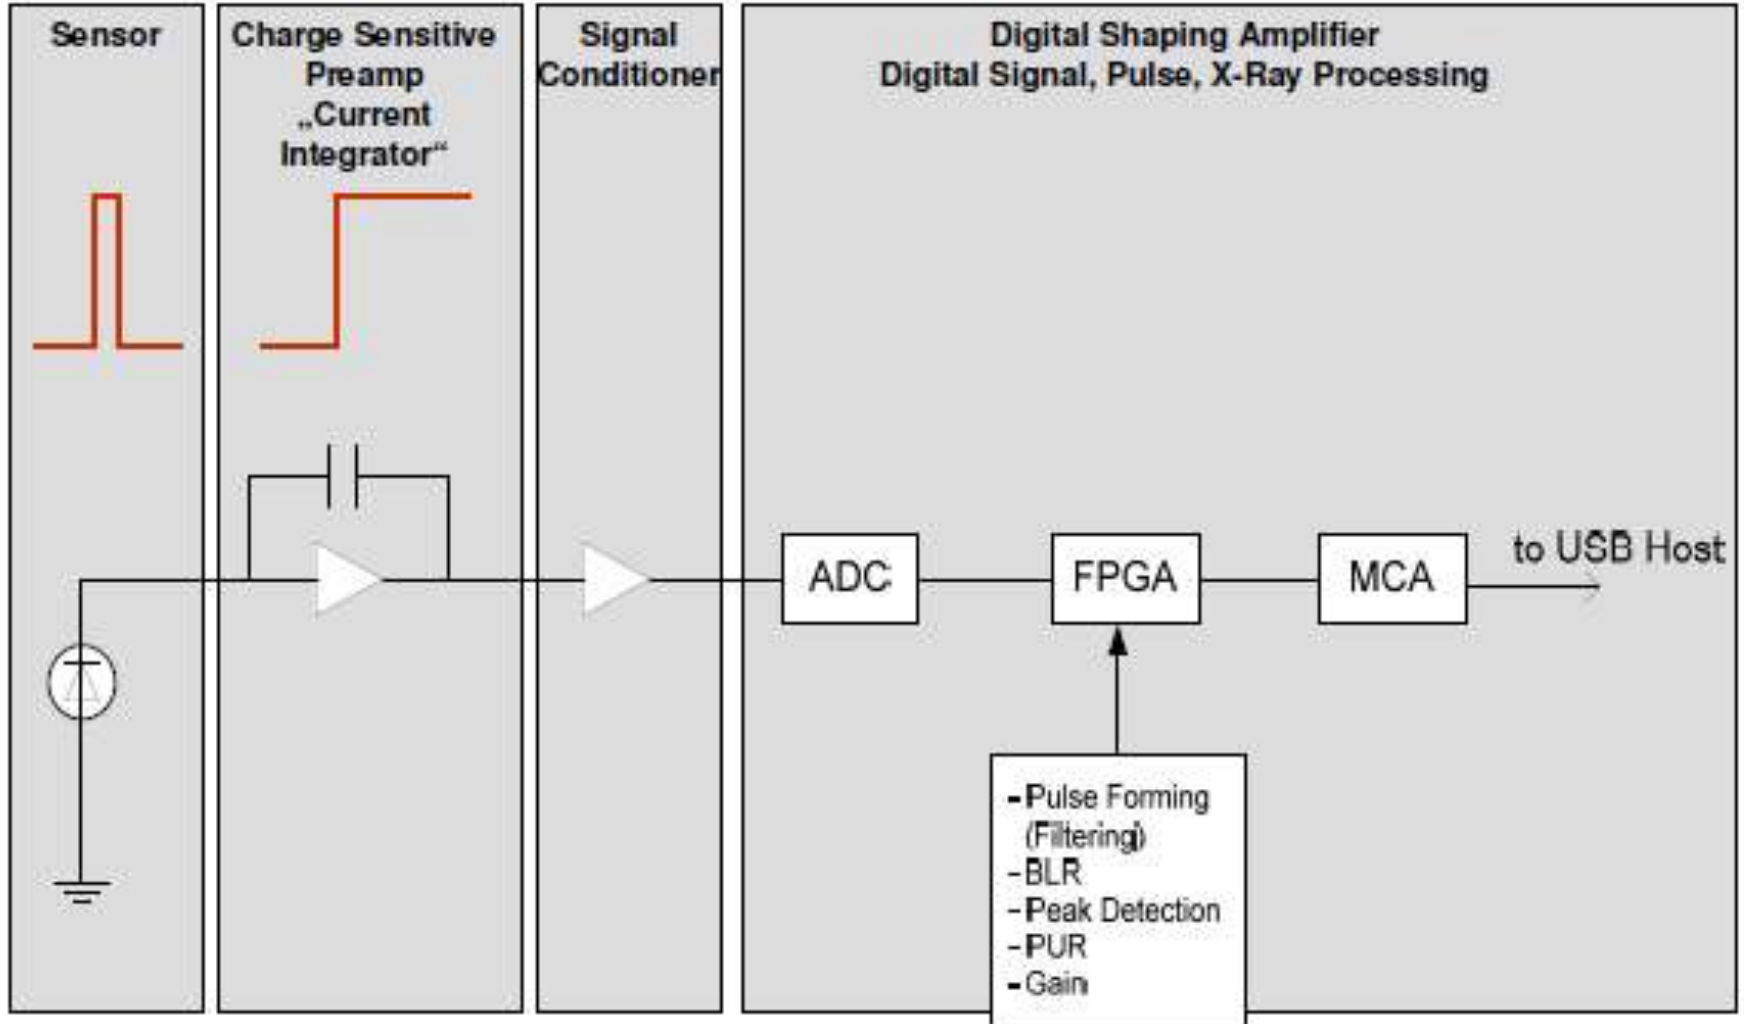 Sensor
Charge Sensitive
Preamp
„Current
Integrator“
Signal
Conditioner
Digital Shaping Amplifier
Digital Signal, Pulse, X-Ray Processing
ADC
FPGA
MCA
to USB Host
-Pulse Forming
(Filtering)
-BLR
-Peak Detection
-PUR
-Gain